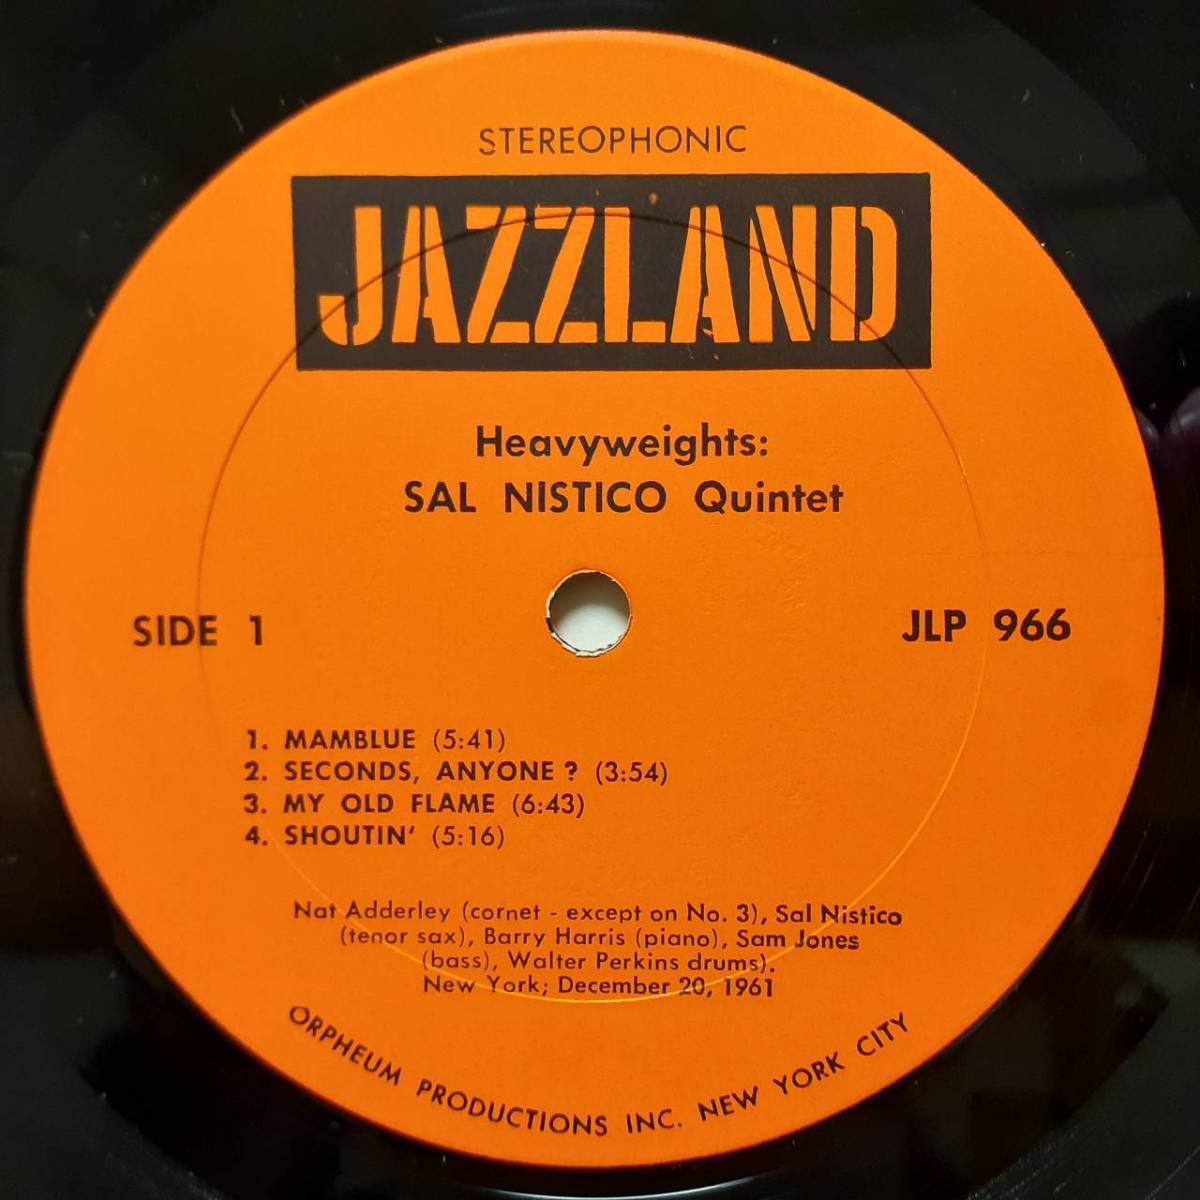 STEREOPHONIC
JAZZLAND
Heavyweights:
SAL NISTICO Quintet
SIDE 1
JLP 966
1. MAMBLUE (5:41)
2. SECONDS, ANYONE? (3:54)
3. MY OLD FLAME (6:43)
4. SHOUTIN' (5:16)
Nat Adderley (cornet - except on No. 3), Sal Nistico
(tenor sax), Barry Harris (piano), Sam Jones
(bass), Walter Perkins drums).
New York; December 20, 1961
ORPHEUM PRODUCTIONS INC. NEW YORK CITY